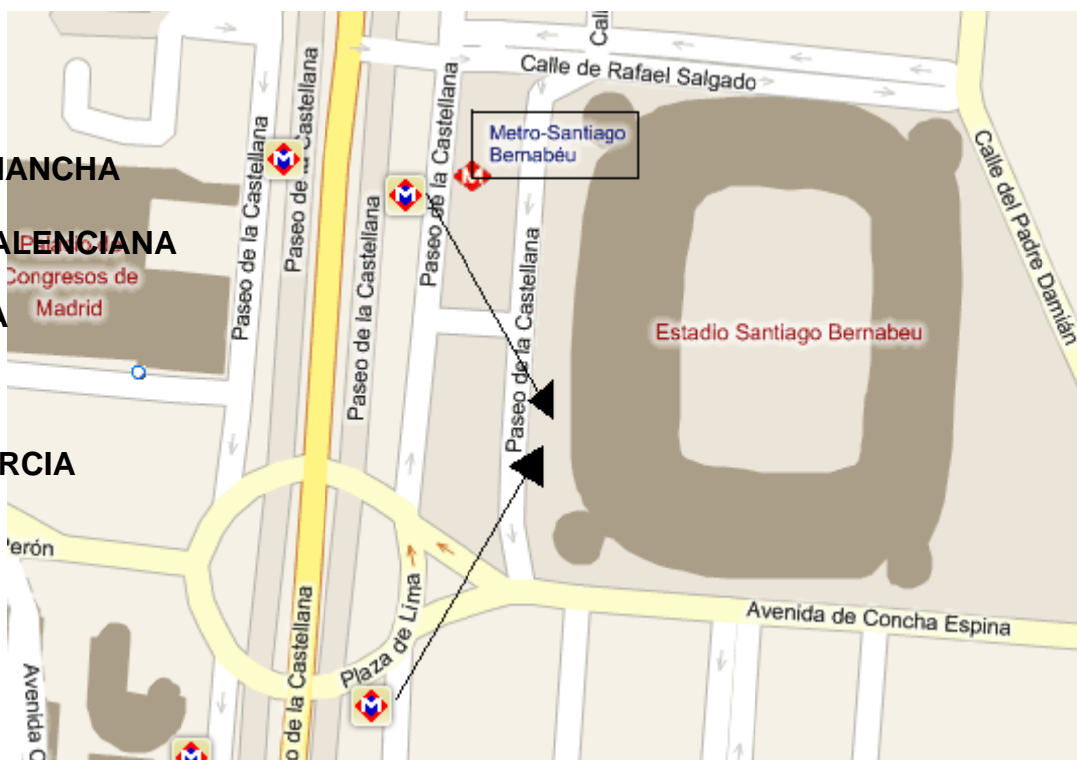 Calle de Rafael Salgado
Paseo de la Castellana
Paseo de la Castellana
Paseo de la Castellana
Metro-Santiago
Bernabéu
ANCHA
Calle del Padre Damián
ALENCIANA
Congresos de
Madrid
A
Paseo de la Castellana
Paseo de la Castellana
Estadio Santiago Bernabeu
RCIA
Perón
Plaza de Lima
Avenida de Concha Espina
o de la Castellana
Avenida